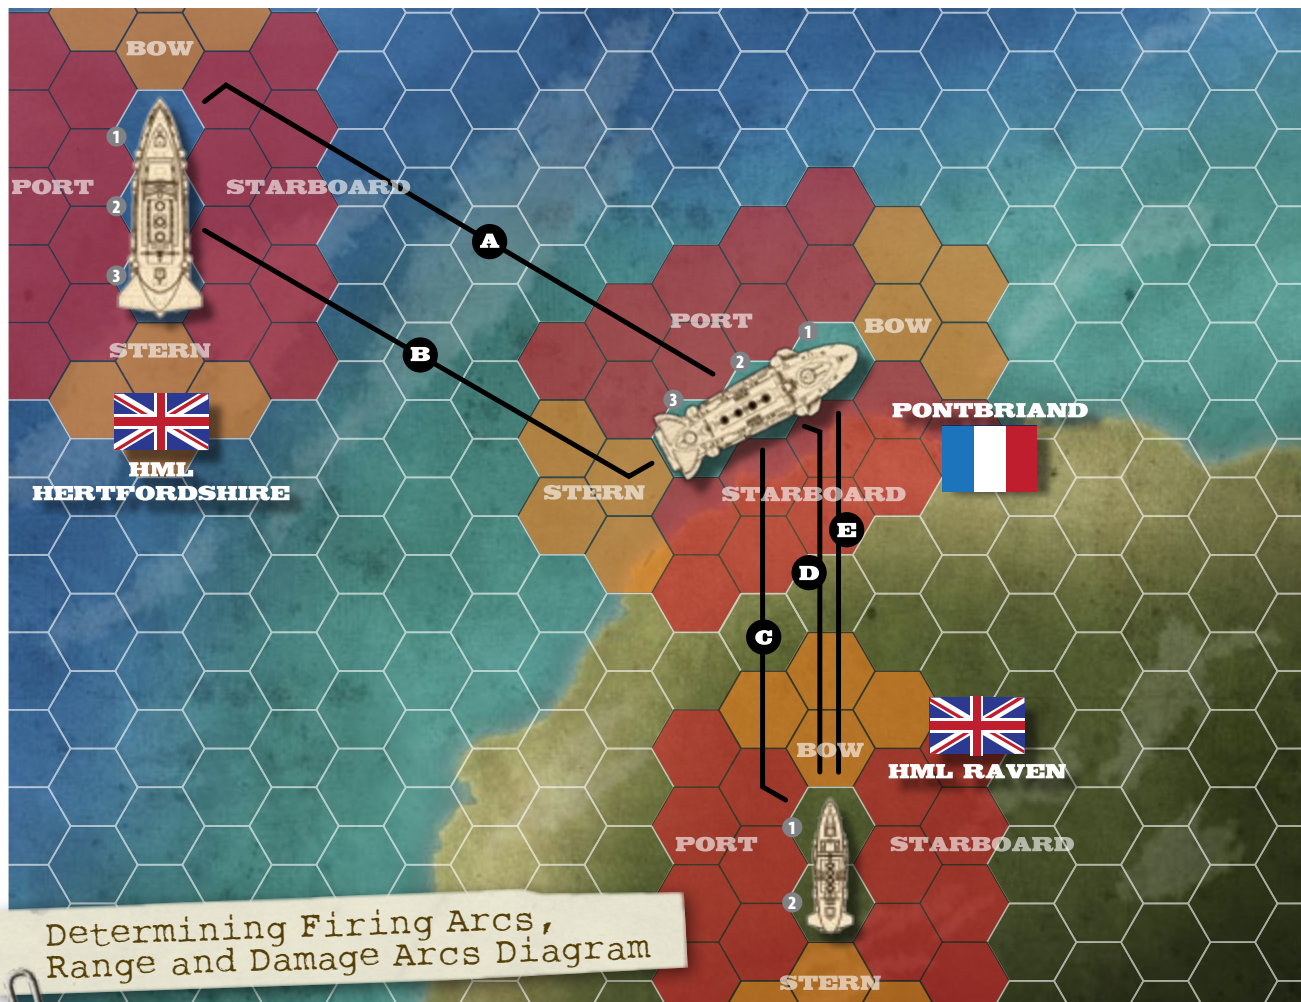 BOW
1
PORT
STARBOARD
2
A
3
PORT
1
BOW
STERN
B
2
3
PONTBRIAND
HML
HERTFORDSHIRE
STERN
STARBOARD
E
D
C
BOW
HML RAVEN
1
PORT
STARBOARD
2
Determining Firing Arcs,
Range and Damage Arcs Diagram
STERN